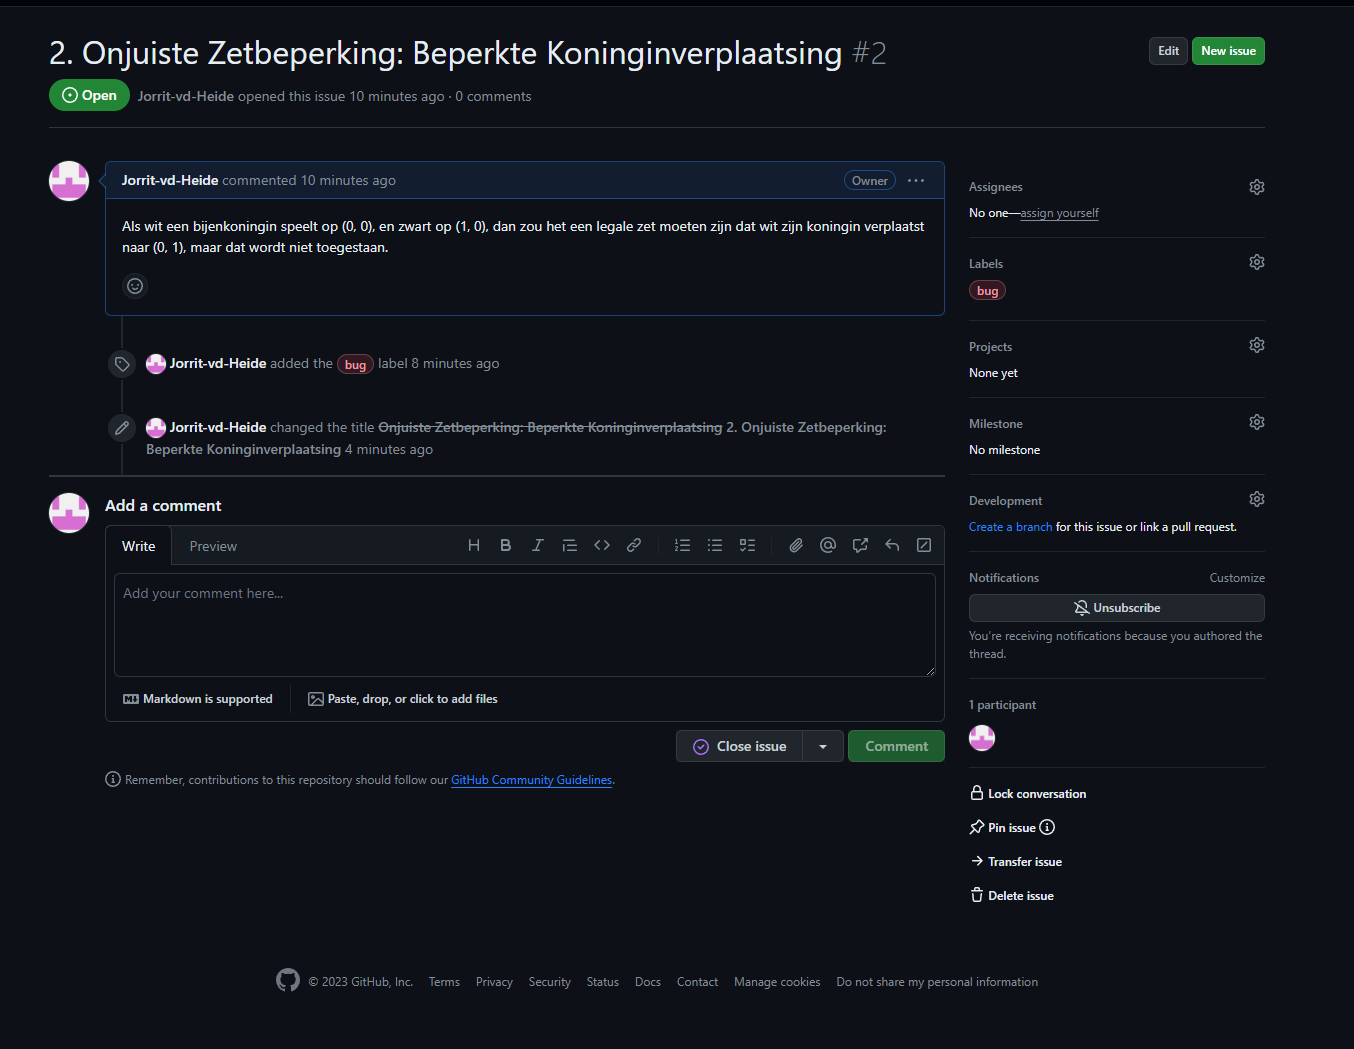 2. Onjuiste Zetbeperking: Beperkte Koninginverplaatsing #2
Edit
New issue
Open
Jorrit-vd-Heide opened this issue 10 minutes ago · 0 comments
Jorrit-vd-Heide commented 10 minutes ago
Owner
Als wit een bijenkoningin speelt op (0, 0), en zwart op (1, 0), dan zou het een legale zet moeten zijn dat wit zijn koningin verplaatst
naar (0, 1), maar dat wordt niet toegestaan.
Jorrit-vd-Heide added the bug label 8 minutes ago
Jorrit-vd-Heide changed the title Onjuiste Zetbeperking: Beperkte Koninginverplaatsing 2. Onjuiste Zetbeperking:
Beperkte Koninginverplaatsing 4 minutes ago
Add a comment
Write
Preview
Add your comment here...
Markdown is supported
Paste, drop, or click to add files
Close issue
Comment
Remember, contributions to this repository should follow our GitHub Community Guidelines.
Assignees
No one—assign yourself
Labels
bug
Projects
None yet
Milestone
No milestone
Development
Create a branch for this issue or link a pull request.
Notifications
Customize
Unsubscribe
You're receiving notifications because you authored the
thread.
1 participant
Lock conversation
Pin issue
Transfer issue
Delete issue
© 2023 GitHub, Inc.
Terms
Privacy
Security
Status
Docs
Contact
Manage cookies
Do not share my personal information